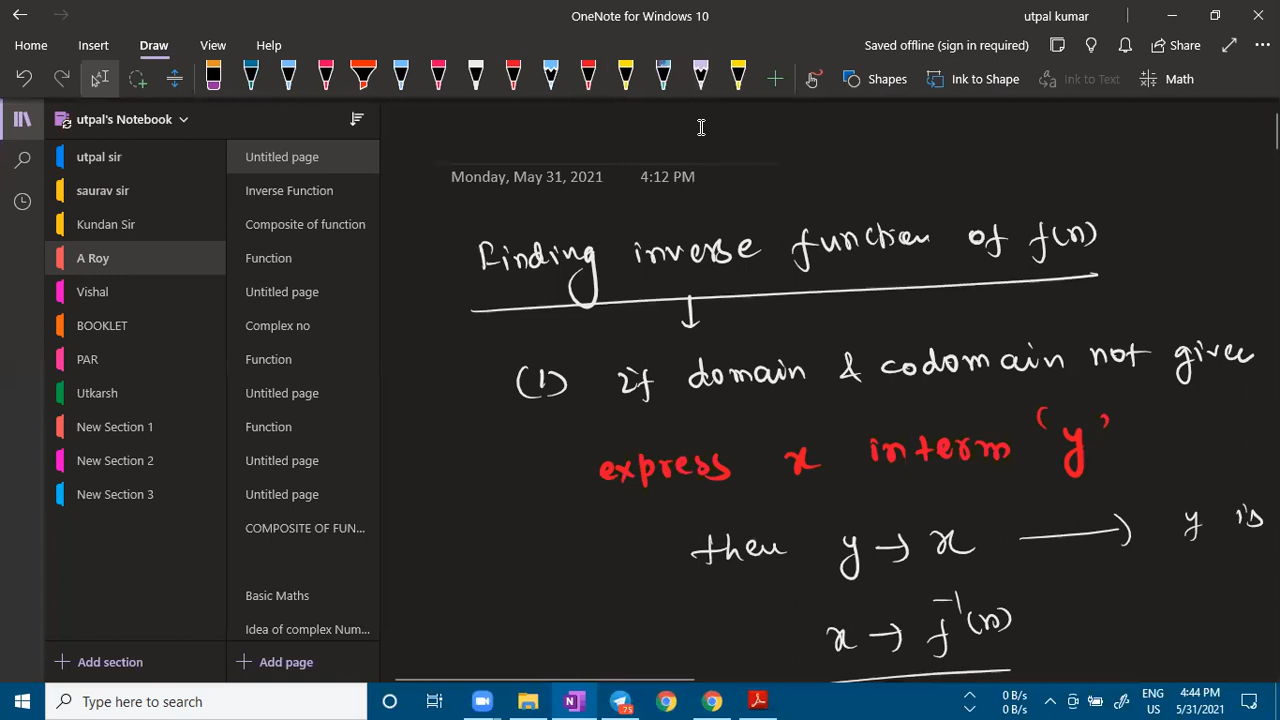 OneNote for Windows 10
utpal kumar
Home Insert Draw View Help
Saved offline (sign in required)
Share
Shapes
Ink to Shape
Ink to Text
Math
utpal's Notebook
utpal sir
saurav sir
Kundan Sir
A Roy
Vishal
BOOKLET
PAR
Utkarsh
New Section 1
New Section 2
New Section 3
Add section
Untitled page
Inverse Function
Composite of function
Function
Untitled page
Complex no
Function
Untitled page
Function
Untitled page
Untitled page
COMPOSITE OF FUN...
Basic Maths
Idea of complex Num...
Add page
Monday, May 31, 2021 4:12 PM
Finding inverse function of f(x)
↓
(1) if domain & codomain not given
express x interm 'y'
then y → x ⟶ y is
x → f⁻¹(x)
Type here to search
75
0 B/s
0 B/s
ENG
US
4:44 PM
5/31/2021